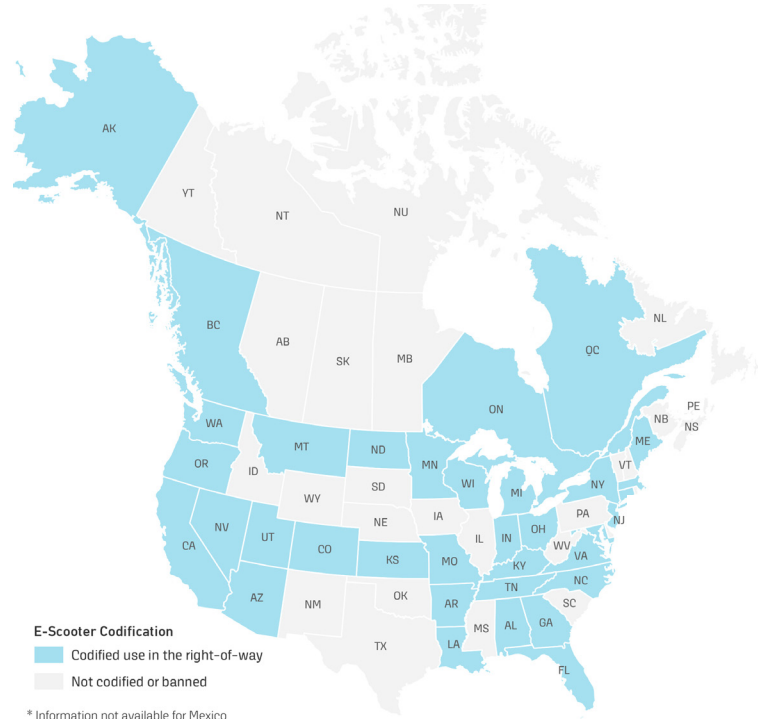 AK
YT
NT
NU
BC
AB
SK
MB
ON
QC
NL
PE
NB
NS
WA
MT
ND
MN
WI
MI
ME
VT
NY
OR
ID
WY
SD
IA
NE
IL
IN
OH
PA
NJ
CA
NV
UT
CO
KS
MO
KY
WV
VA
AZ
NM
OK
AR
TN
NC
TX
LA
MS
AL
GA
SC
FL
E-Scooter Codification
Codified use in the right-of-way
Not codified or banned
* Information not available for Mexico